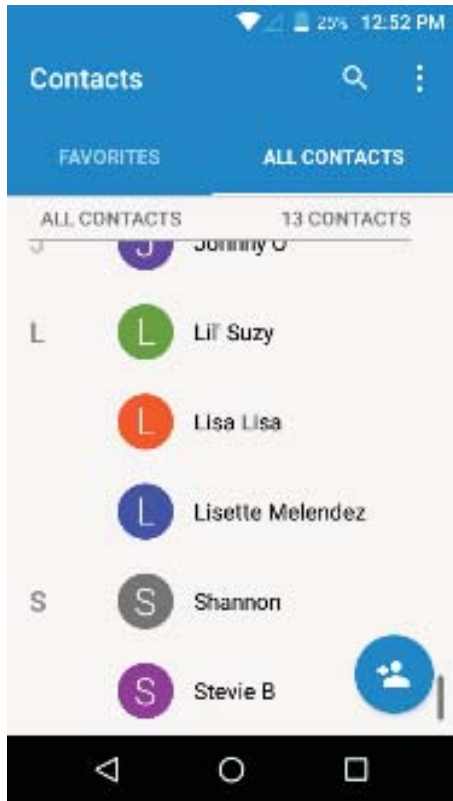 25% 12:52 PM
Contacts
FAVORITES ALL CONTACTS
ALL CONTACTS 13 CONTACTS
J J Johnny O
L L Lil' Suzy
L Lisa Lisa
L Lisette Melendez
S S Shannon
S Stevie B